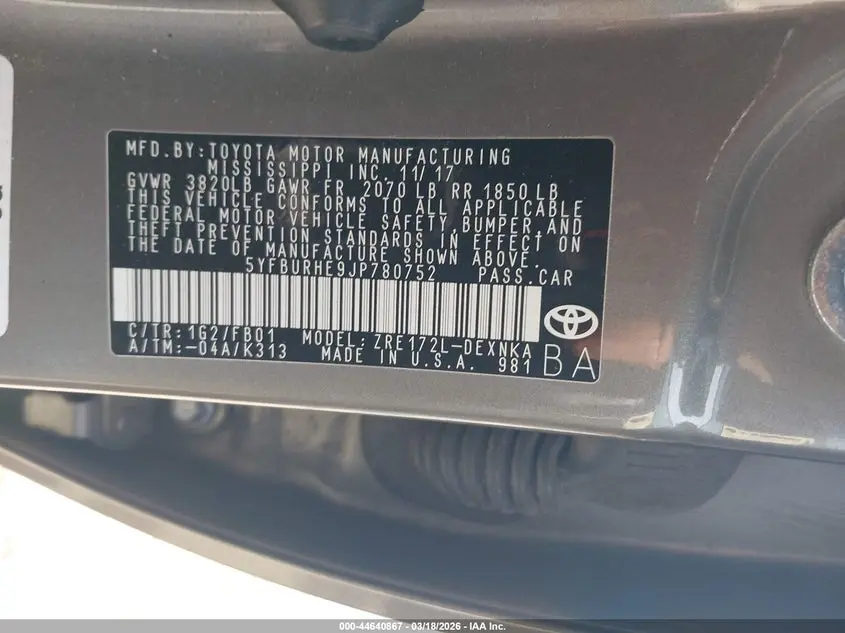 MFD.BY:TOYOTA MOTOR MANUFACTURING
MISSISSIPPI INC. 11/17
GVWR 3820LB GAWR FR 2070 LB RR 1850 LB
THIS VEHICLE CONFORMS TO ALL APPLICABLE
FEDERAL MOTOR VEHICLE SAFETY,BUMPER,AND
THEFT PREVENTION STANDARDS IN EFFECT ON
THE DATE OF MANUFACTURE SHOWN ABOVE.
5YFBURHE9JP780752 PASS.CAR
C/TR:1G2/FB01 MODEL: ZRE172L-DEXNKA
A/TM:-04A/K313 MADE IN U.S.A. 981 BA
000-44640867 - 03/18/2026 - IAA Inc.